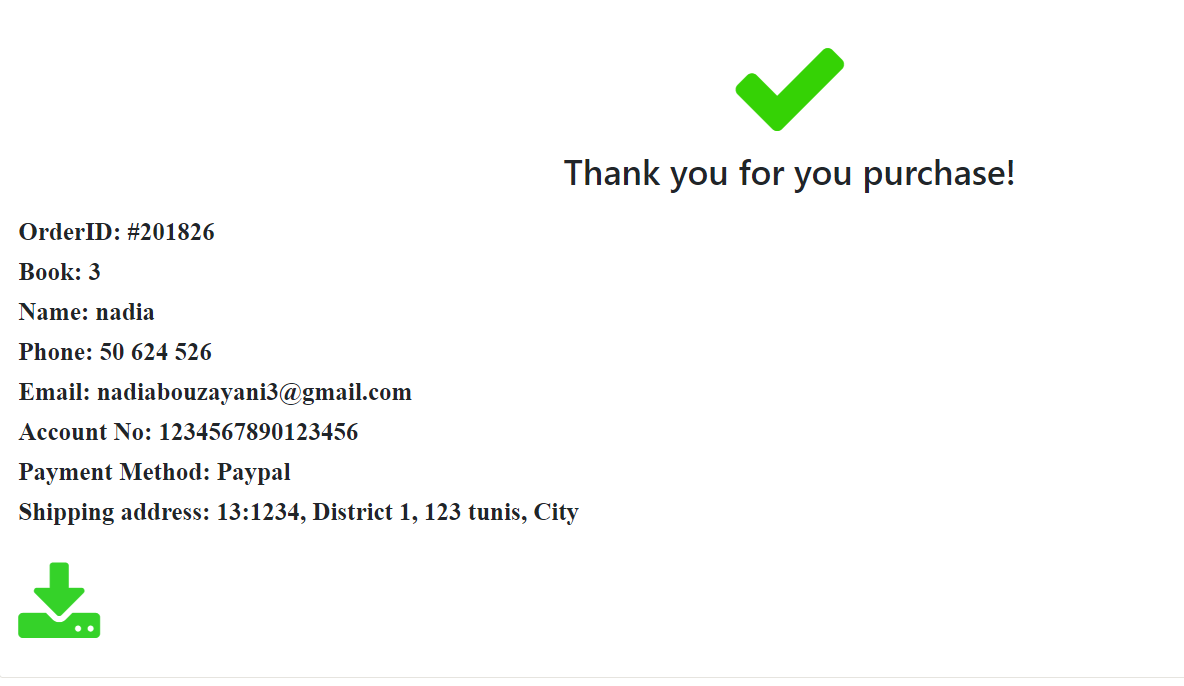 Thank you for you purchase!
OrderID: #201826
Book: 3
Name: nadia
Phone: 50 624 526
Email: nadiabouzayani3@gmail.com
Account No: 1234567890123456
Payment Method: Paypal
Shipping address: 13:1234, District 1, 123 tunis, City